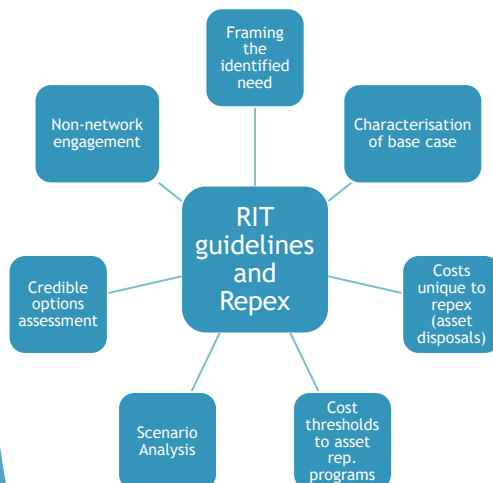 Framing
the
identified
need
Non-network
engagement
Characterisation
of base case
RIT
guidelines
and
Repex
Credible
options
assessment
Costs
unique to
repex
(asset
disposals)
Scenario
Analysis
Cost
thresholds
to asset
rep.
programs